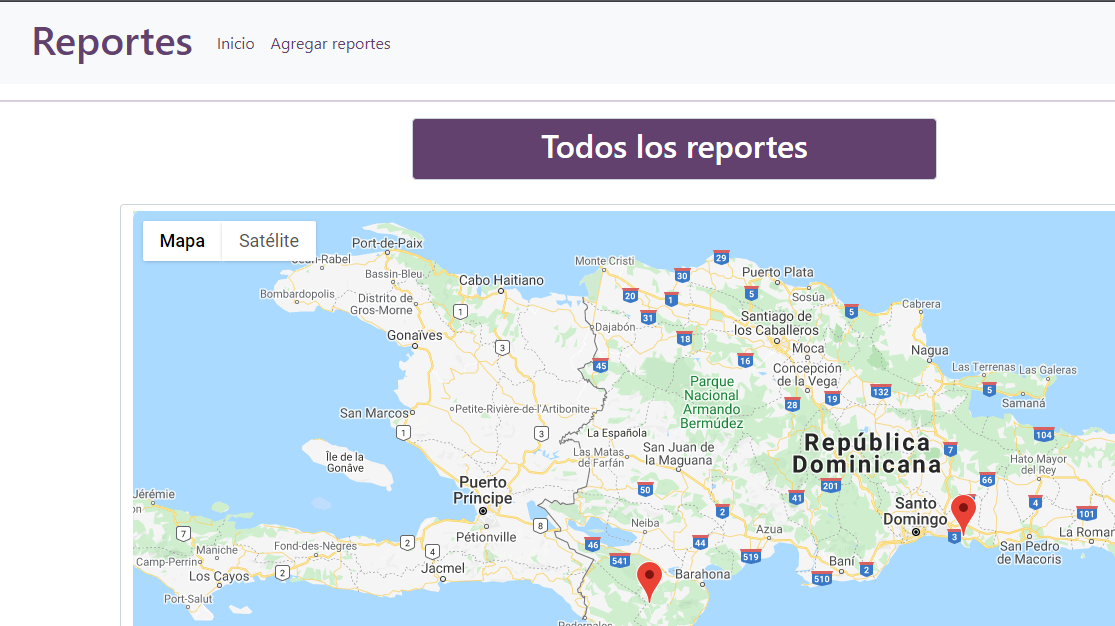 Reportes
Inicio
Agregar reportes
Todos los reportes
Mapa
Satélite
Port-de-Paix
Jean-Rabel
Bassin-Bleu
Cabo Haitiano
Monte Cristi
29
30
Puerto Plata
Bombardopolis
Distrito de
Gros-Morne
1
20
1
5
Sosúa
Cabrera
5
31
Dajabón
Santiago de
los Caballeros
Gonaïves
3
18
Moca
Nagua
16
45
Concepción
de la Vega
Las Terrenas
Las Galeras
Parque
Nacional
Armando
Bermúdez
132
5
19
28
Samaná
San Marcos
Petite-Rivière-de-l'Artibonite
1
3
La Española
104
República
Dominicana
7
San Juan de
la Maguana
Las Matas
de Farfán
Île de la
Gonâve
Hato Mayor
del Rey
66
Puerto
Príncipe
50
201
41
Jérémie
Santo
Domingo
4
101
2
8
Neiba
Azua
3
La Roman
7
Pétionville
Fond-des-Nègres
2
4
46
44
519
San Pedro
de Macorís
Maniche
Camp-Perrin
541
Baní
2
Jacmel
Los Cayos
2
Barahona
510
Port-Salut
Pedernales